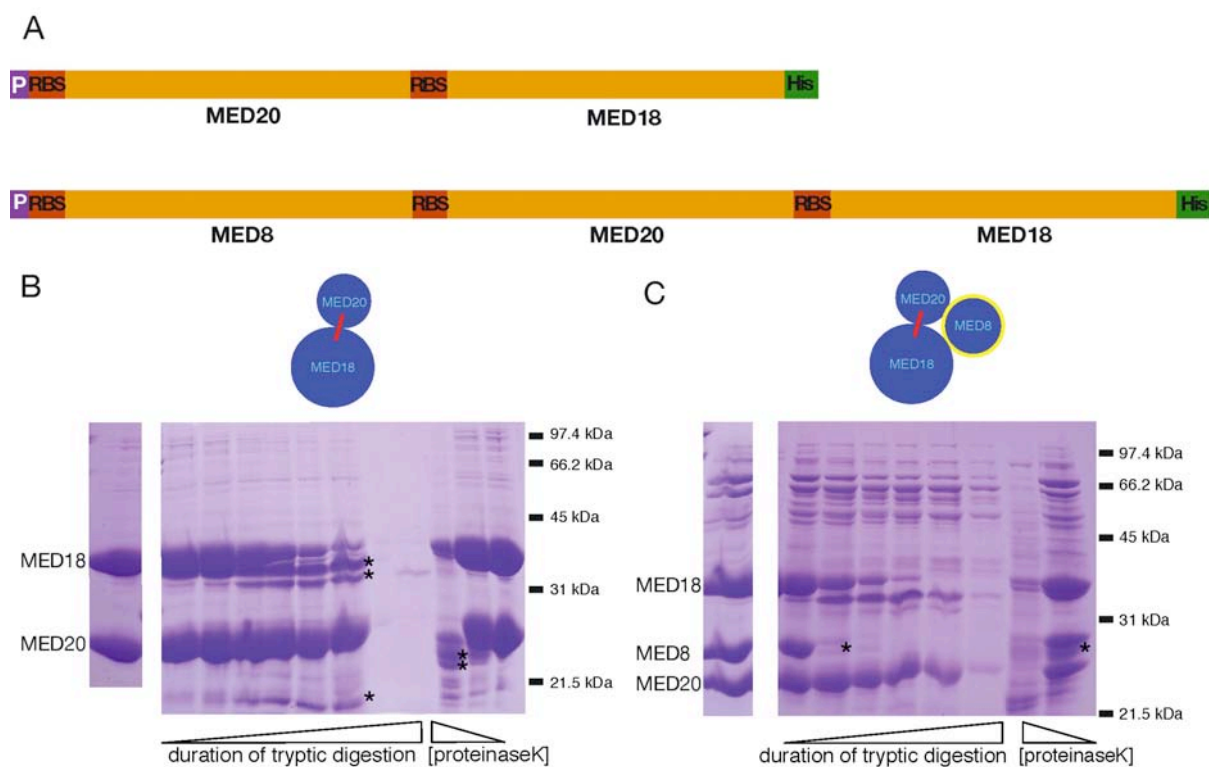 A
P RBS RBS His
MED20 MED18
P RBS RBS RBS His
MED8 MED20 MED18
B
MED20
MED18
C
MED20
MED8
MED18
97.4 kDa
66.2 kDa
45 kDa
MED18
*
*
31 kDa
MED20
*
*
21.5 kDa
*
duration of tryptic digestion [proteinaseK]
97.4 kDa
66.2 kDa
45 kDa
MED18
31 kDa
MED8
* *
MED20
21.5 kDa
duration of tryptic digestion [proteinaseK]